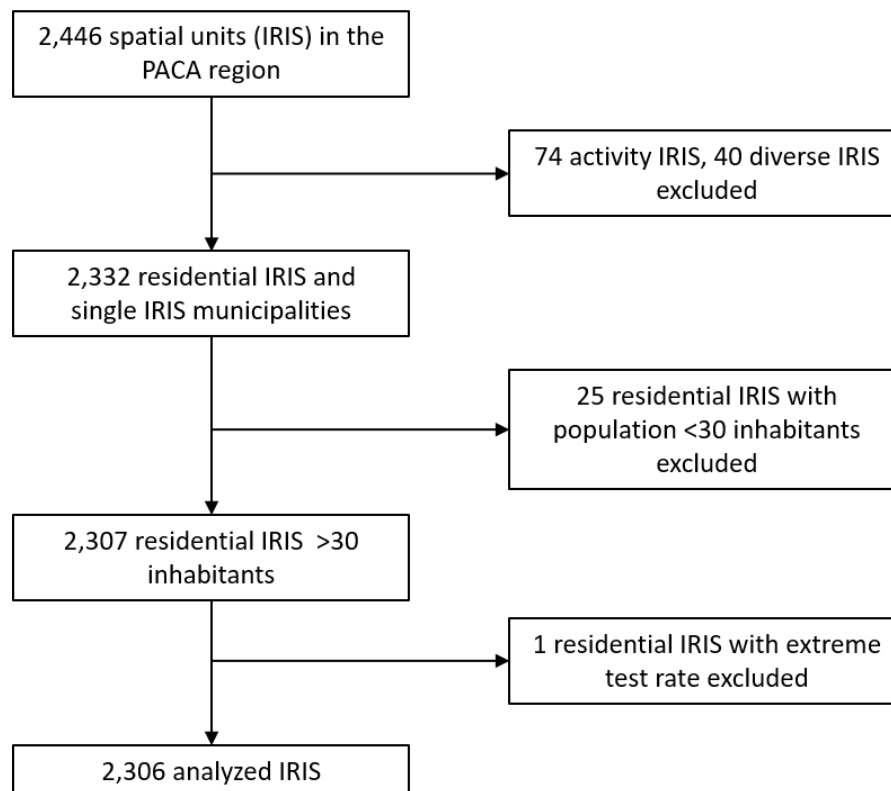 2,446 spatial units (IRIS) in the
PACA region
74 activity IRIS, 40 diverse IRIS
excluded
2,332 residential IRIS and
single IRIS municipalities
25 residential IRIS with
population <30 inhabitants
excluded
2,307 residential IRIS  >30
inhabitants
1 residential IRIS with extreme
test rate excluded
2,306 analyzed IRIS